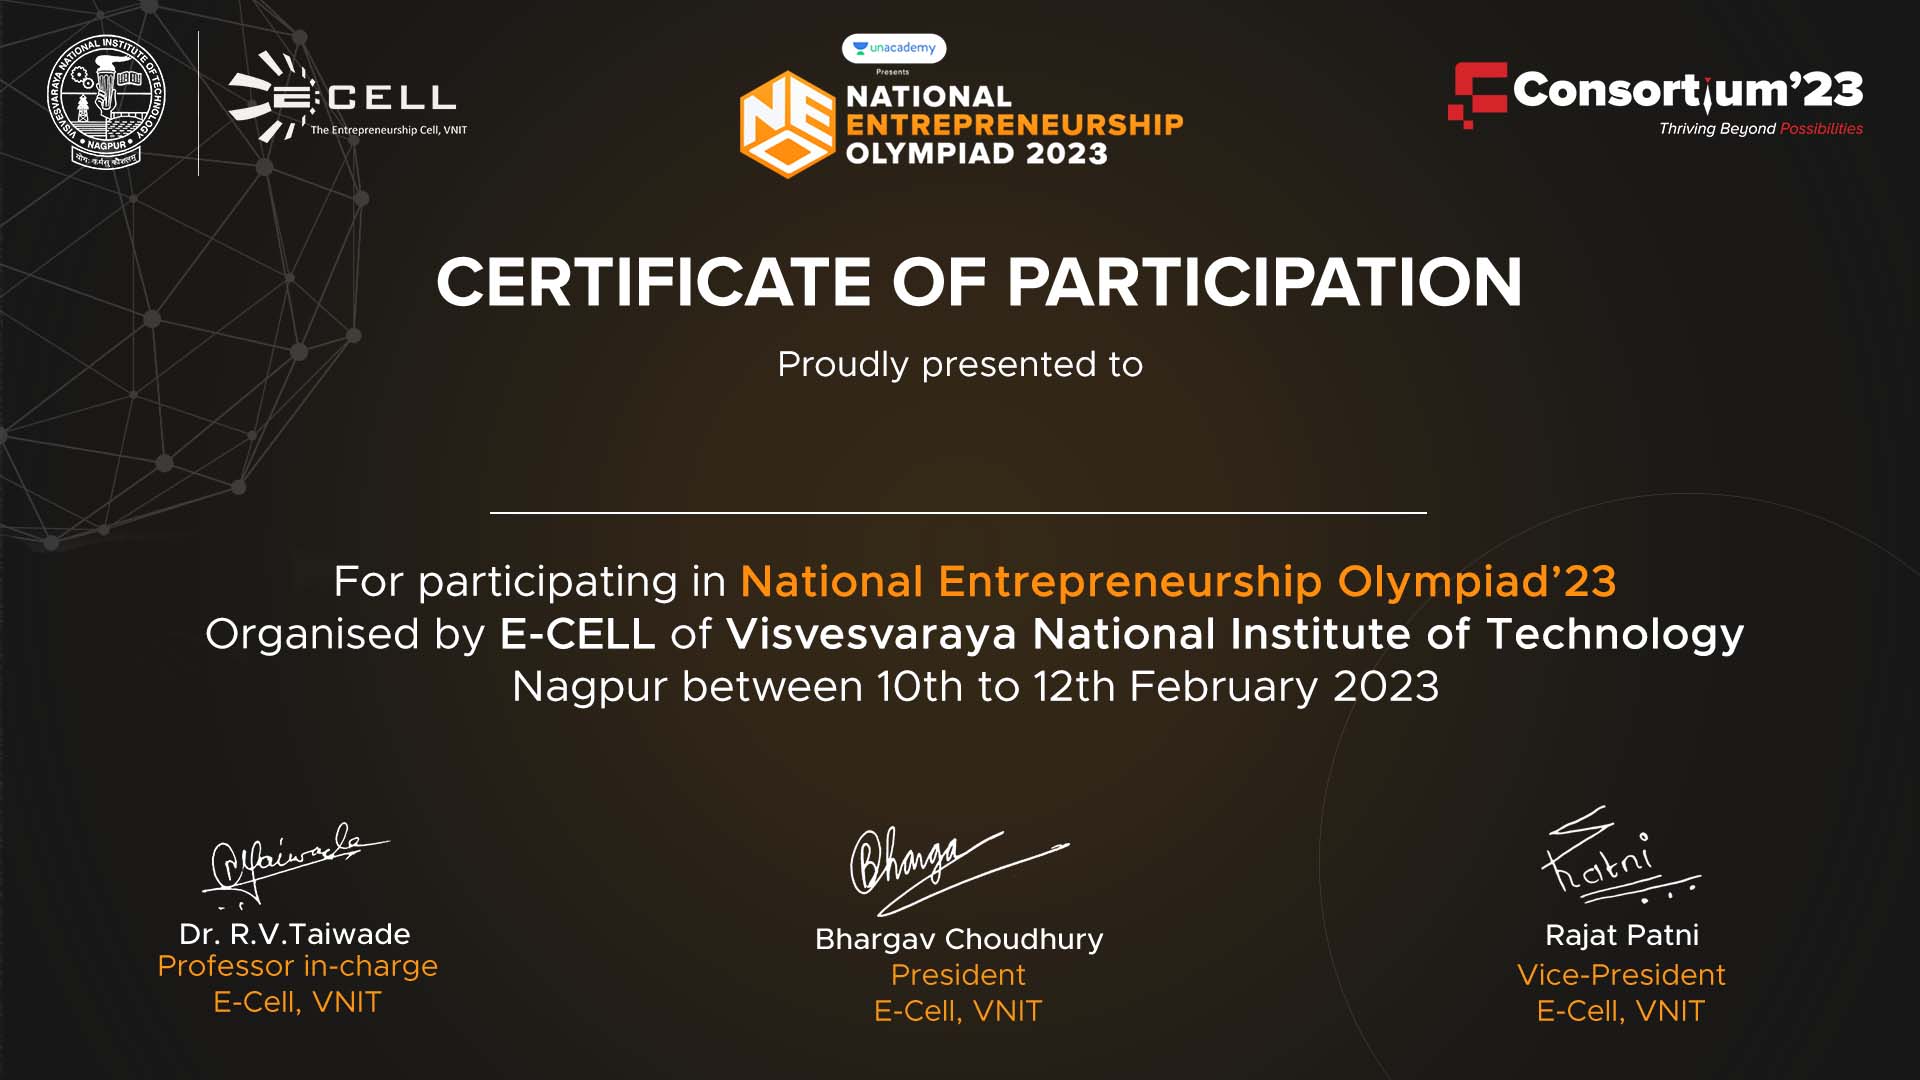 VISVESVARAYA NATIONAL INSTITUTE OF TECHNOLOGY
NAGPUR
योगः कर्मसु कौशलम्
E-CELL
The Entrepreneurship Cell, VNIT
unacademy
Presents
NEO
NATIONAL
ENTREPRENEURSHIP
OLYMPIAD 2023
Consortium’23
Thriving Beyond Possibilities
CERTIFICATE OF PARTICIPATION
Proudly presented to
For participating in National Entrepreneurship Olympiad’23
Organised by E-CELL of Visvesvaraya National Institute of Technology
Nagpur between 10th to 12th February 2023
Dr. R.V.Taiwade
Professor in-charge
E-Cell, VNIT
Bhargav Choudhury
President
E-Cell, VNIT
Rajat Patni
Vice-President
E-Cell, VNIT